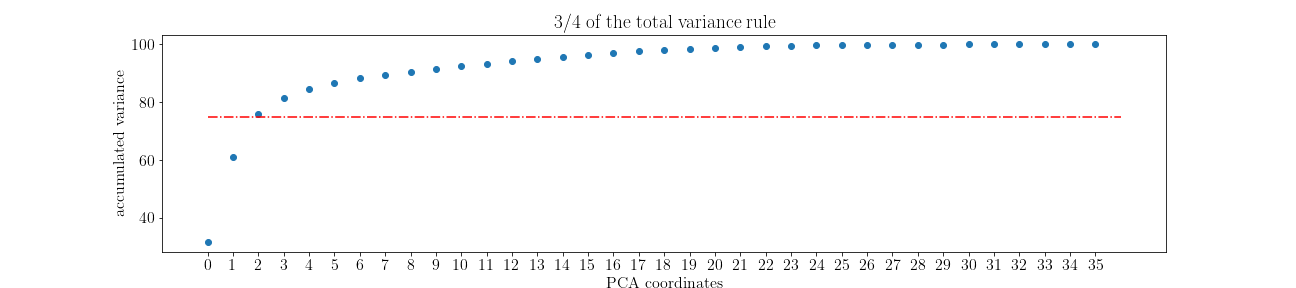 3/4 of the total variance rule
accumulated variance
100
80
60
40
0 1 2 3 4 5 6 7 8 9 10 11 12 13 14 15 16 17 18 19 20 21 22 23 24 25 26 27 28 29 30 31 32 33 34 35
PCA coordinates